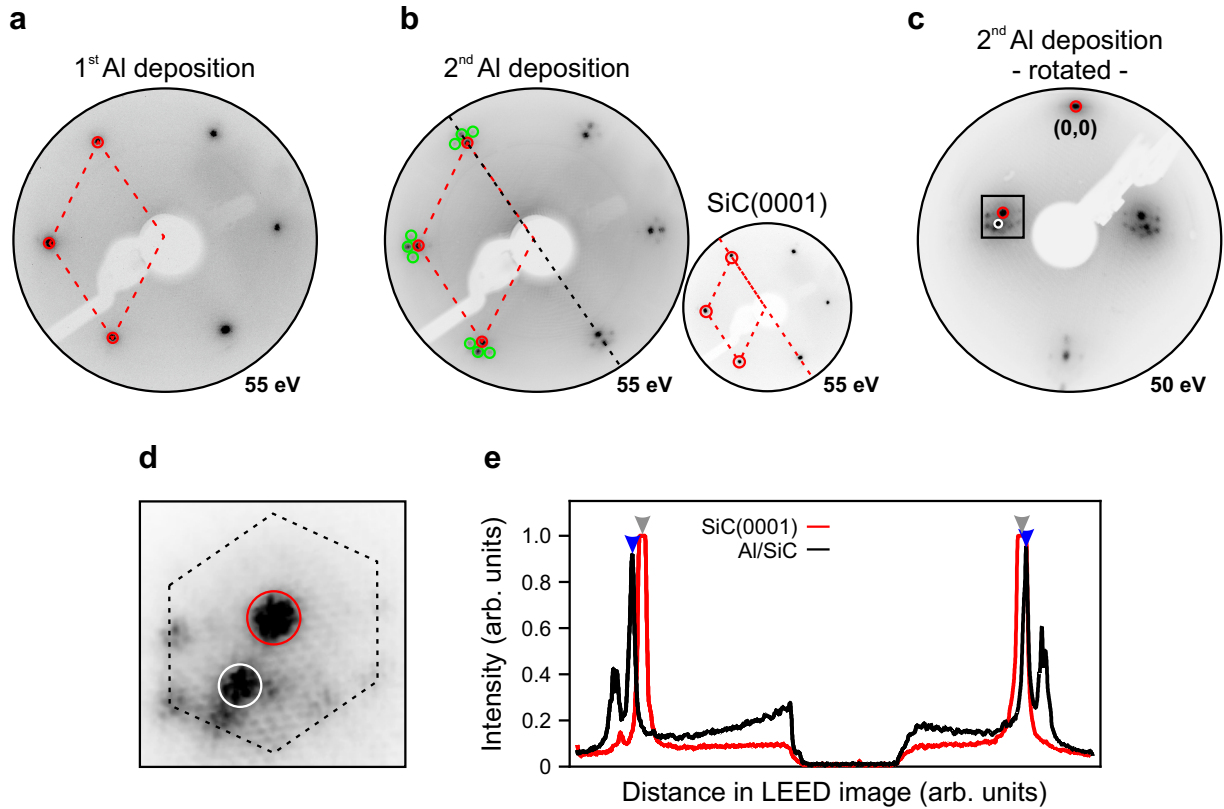 a
1st Al deposition
55 eV
b
2nd Al deposition
55 eV
SiC(0001)
55 eV
c
2nd Al deposition
- rotated -
(0,0)
50 eV
d
e
Intensity (arb. units)
1.0
0.8
0.6
0.4
0.2
0
SiC(0001)
Al/SiC
Distance in LEED image (arb. units)